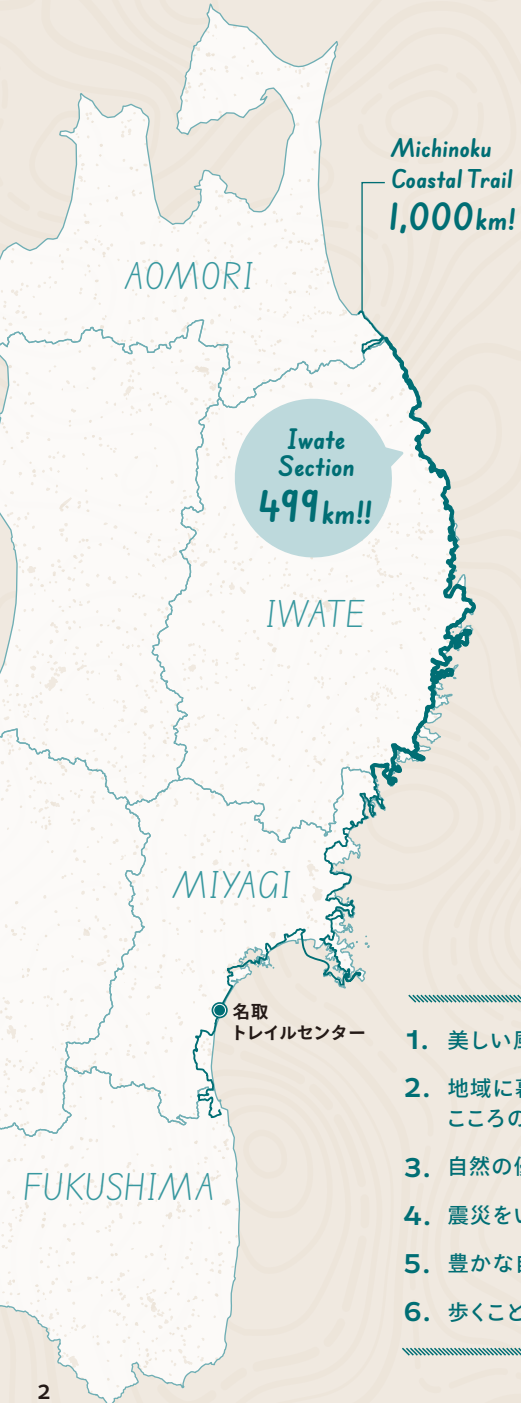 Michinoku
Coastal Trail
1,000km!
AOMORI
Iwate
Section
499km!!
IWATE
MIYAGI
名取
トレイルセンター
FUKUSHIMA
1. 美しい
2. 地域に
こころの
3. 自然の
4. 震災を
5. 豊かな
6. 歩くこと
2